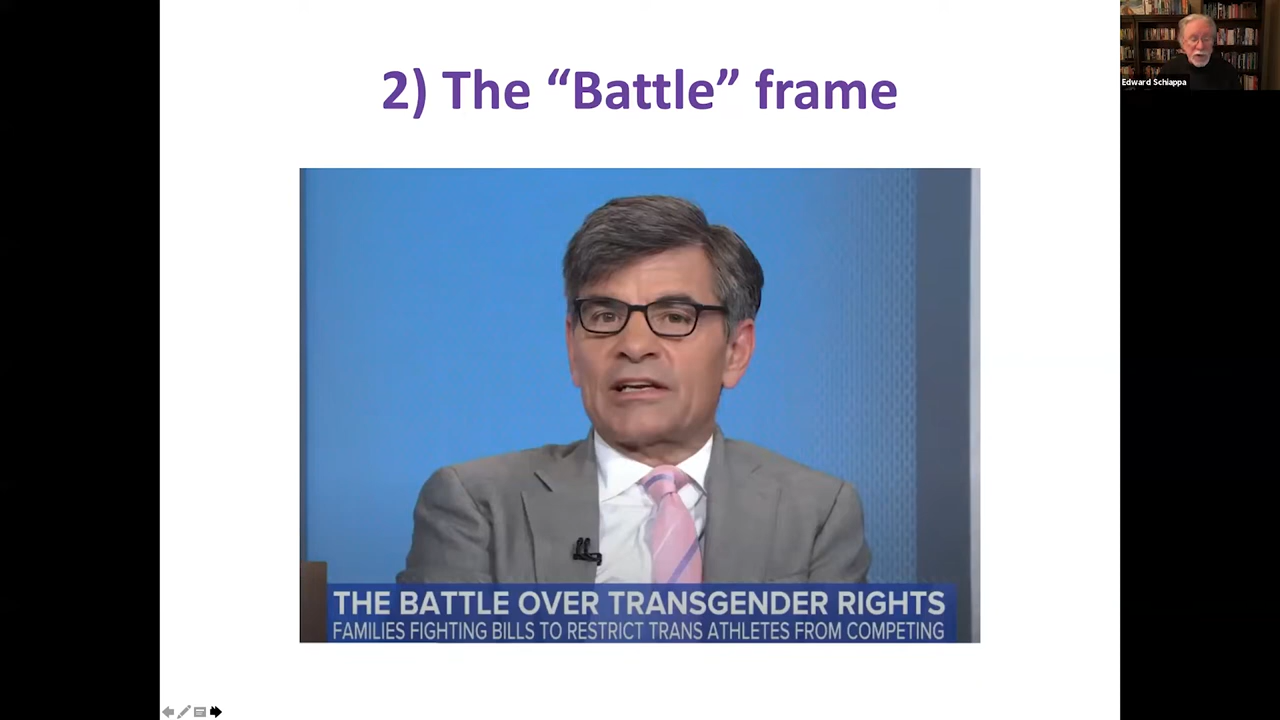 2) The “Battle” frame
Edward Schiappa
THE BATTLE OVER TRANSGENDER RIGHTS
FAMILIES FIGHTING BILLS TO RESTRICT TRANS ATHLETES FROM COMPETING